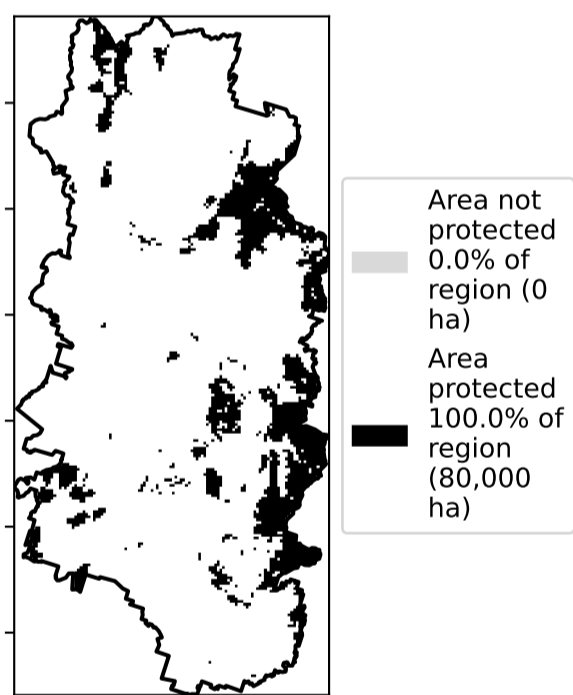 Area not
protected
0.0% of
region (0
ha)
Area
protected
100.0% of
region
(80,000
ha)